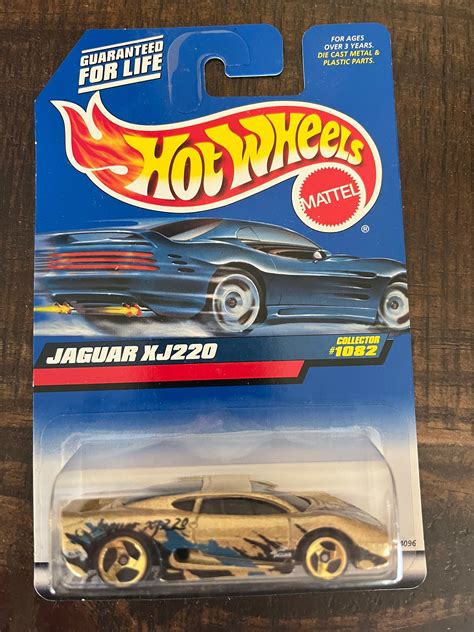 GUARANTEED
FOR LIFE
FOR AGES
OVER 3 YEARS.
DIE CAST METAL &
PLASTIC PARTS.
HOT WHEELS
MATTEL
®
JAGUAR XJ220
COLLECTOR
#1082
Jaguar XJ220